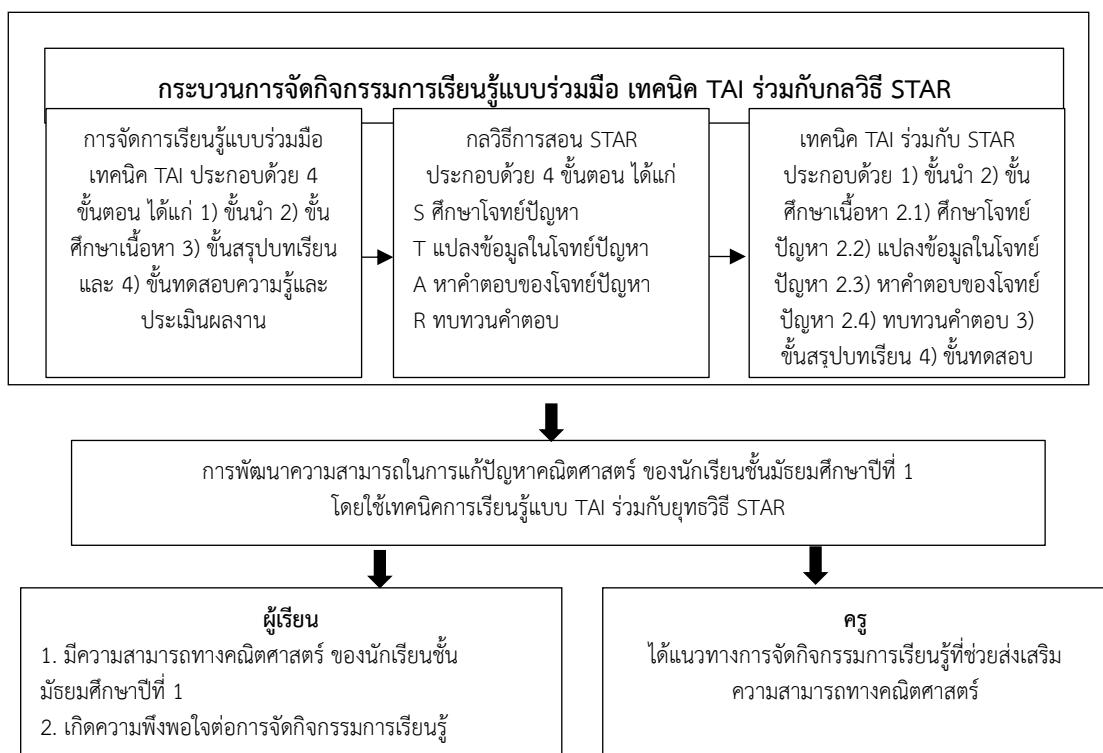 กระบวนการจัดกิจกรรมการเรียนรู้แบบร่วมมือ เทคนิค TAI ร่วมกับกลวิธี STAR
การจัดการเรียนรู้แบบร่วมมือ
เทคนิค TAI ประกอบด้วย 4
ขั้นตอน ได้แก่ 1) ขั้นนำ 2) ขั้น
ศึกษาเนื้อหา 3) ขั้นสรุปบทเรียน
และ 4) ขั้นทดสอบความรู้และ
ประเมินผลงาน
กลวิธีการสอน STAR
ประกอบด้วย 4 ขั้นตอน ได้แก่
S ศึกษาโจทย์ปัญหา
T แปลงข้อมูลในโจทย์ปัญหา
A หาคำตอบของโจทย์ปัญหา
R ทบทวนคำตอบ
เทคนิค TAI ร่วมกับ STAR
ประกอบด้วย 1) ขั้นนำ 2) ขั้น
ศึกษาเนื้อหา 2.1) ศึกษาโจทย์
ปัญหา 2.2) แปลงข้อมูลในโจทย์
ปัญหา 2.3) หาคำตอบของโจทย์
ปัญหา 2.4) ทบทวนคำตอบ 3)
ขั้นสรุปบทเรียน 4) ขั้นทดสอบ
การพัฒนาความสามารถในการแก้ปัญหาคณิตศาสตร์ ของนักเรียนชั้นมัธยมศึกษาปีที่ 1
โดยใช้เทคนิคการเรียนรู้แบบ TAI ร่วมกับยุทธวิธี STAR
ผู้เรียน
1. มีความสามารถทางคณิตศาสตร์ ของนักเรียนชั้น
มัธยมศึกษาปีที่ 1
2. เกิดความพึงพอใจต่อการจัดกิจกรรมการเรียนรู้
ครู
ได้แนวทางการจัดกิจกรรมการเรียนรู้ที่ช่วยส่งเสริม
ความสามารถทางคณิตศาสตร์